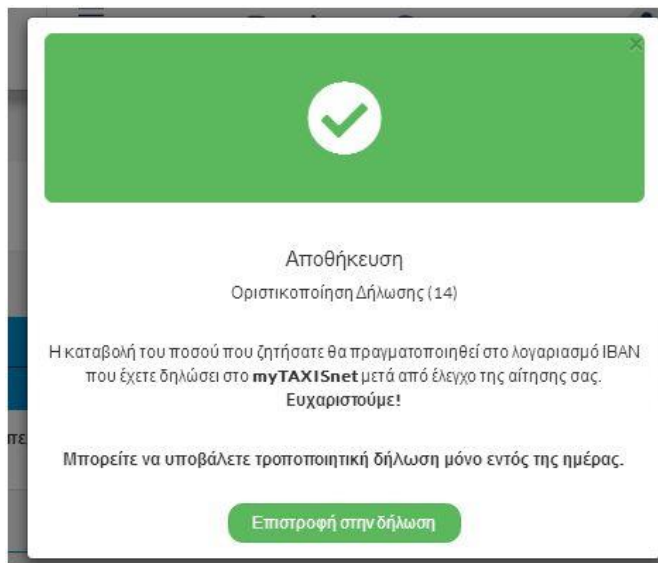 ×
Αποθήκευση
Οριστικοποίηση Δήλωσης (14)
Η καταβολή του ποσού που ζητήσατε θα πραγματοποιηθεί στο λογαριασμό IBAN
που έχετε δηλώσει στο myTAXISnet μετά από έλεγχο της αίτησης σας.
Ευχαριστούμε!
Μπορείτε να υποβάλετε τροποποιητική δήλωση μόνο εντός της ημέρας.
Επιστροφή στην δήλωση